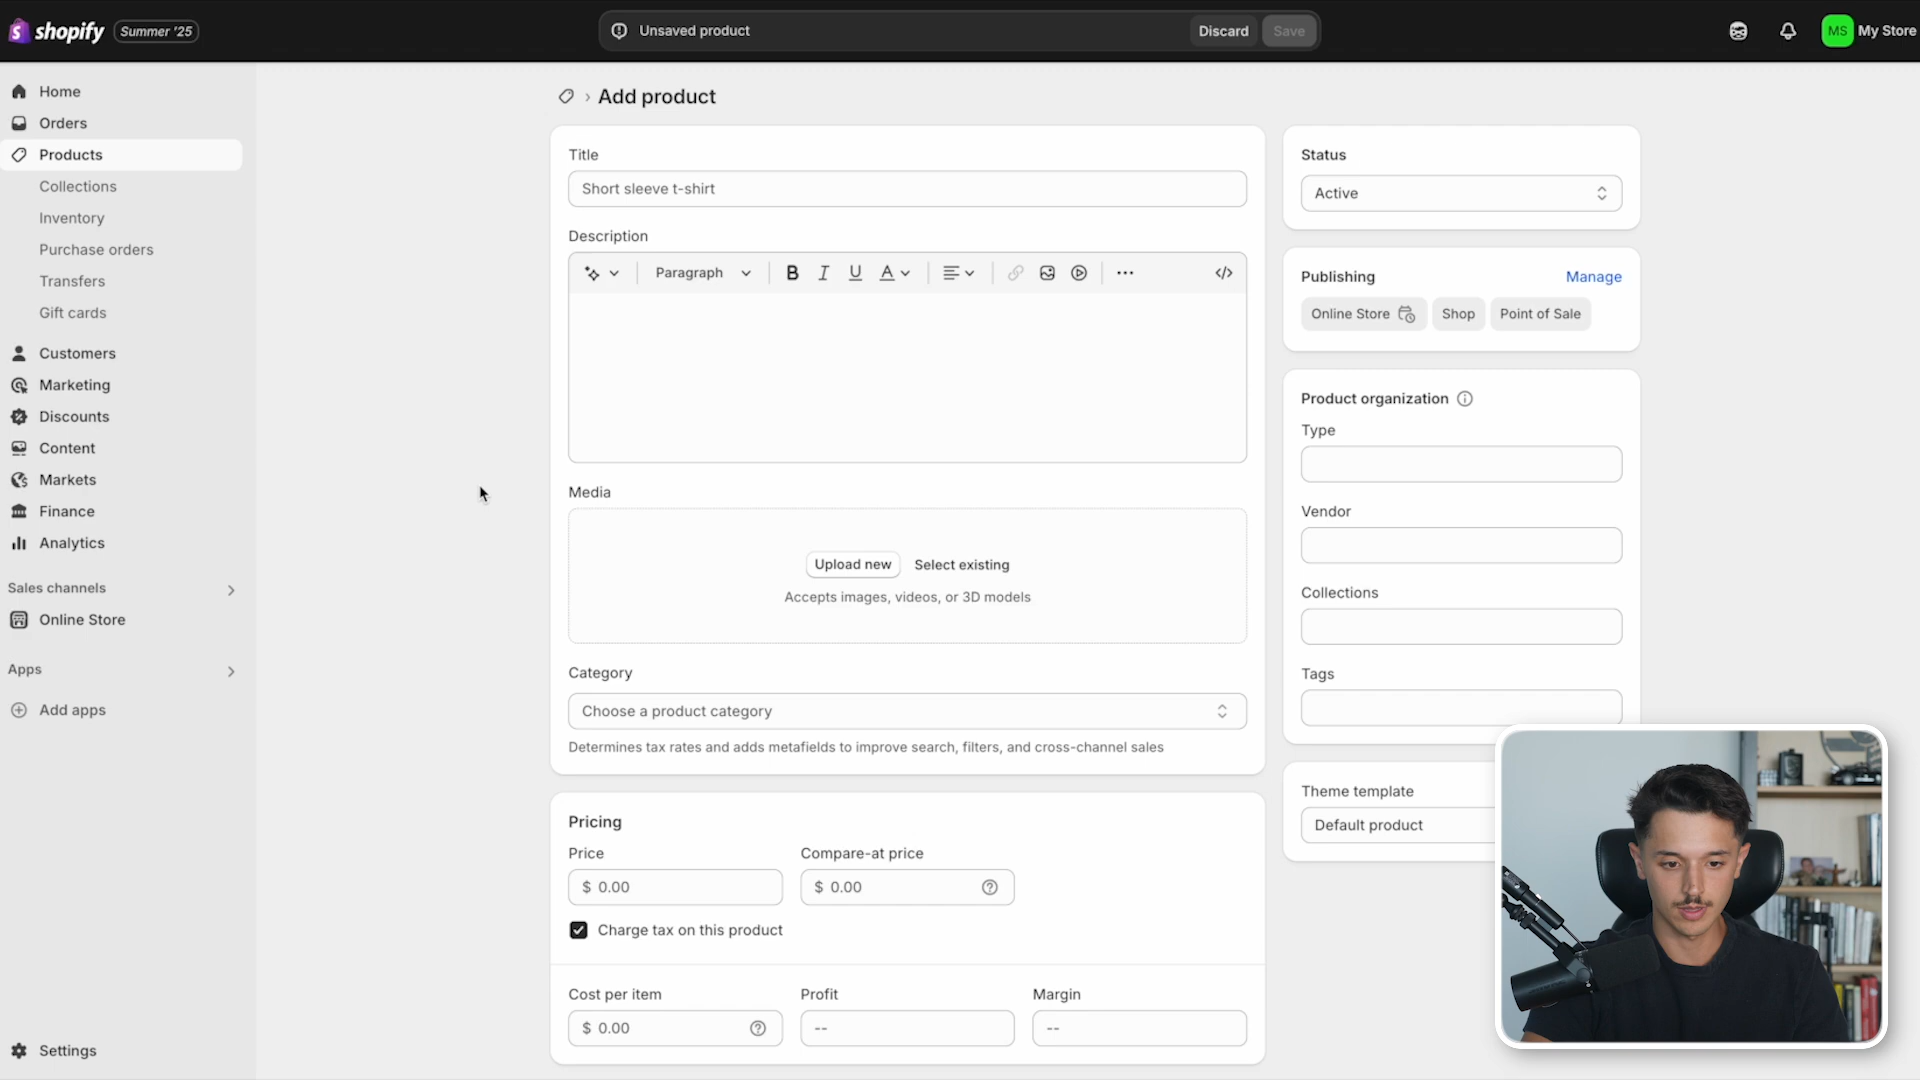 shopify Summer '25
Unsaved product
Discard
Save
MS My Store
Home
Orders
Products
Collections
Inventory
Purchase orders
Transfers
Gift cards
Customers
Marketing
Discounts
Content
Markets
Finance
Analytics
Sales channels
Online Store
Apps
Add apps
Settings
Add product
Title
Short sleeve t-shirt
Description
Paragraph B I U A
Media
Upload new Select existing
Accepts images, videos, or 3D models
Category
Choose a product category
Determines tax rates and adds metafields to improve search, filters, and cross-channel sales
Pricing
Price Compare-at price
$ 0.00 $ 0.00
Charge tax on this product
Cost per item Profit Margin
$ 0.00 -- --
Status
Active
Publishing Manage
Online Store Shop Point of Sale
Product organization
Type
Vendor
Collections
Tags
Theme template
Default product